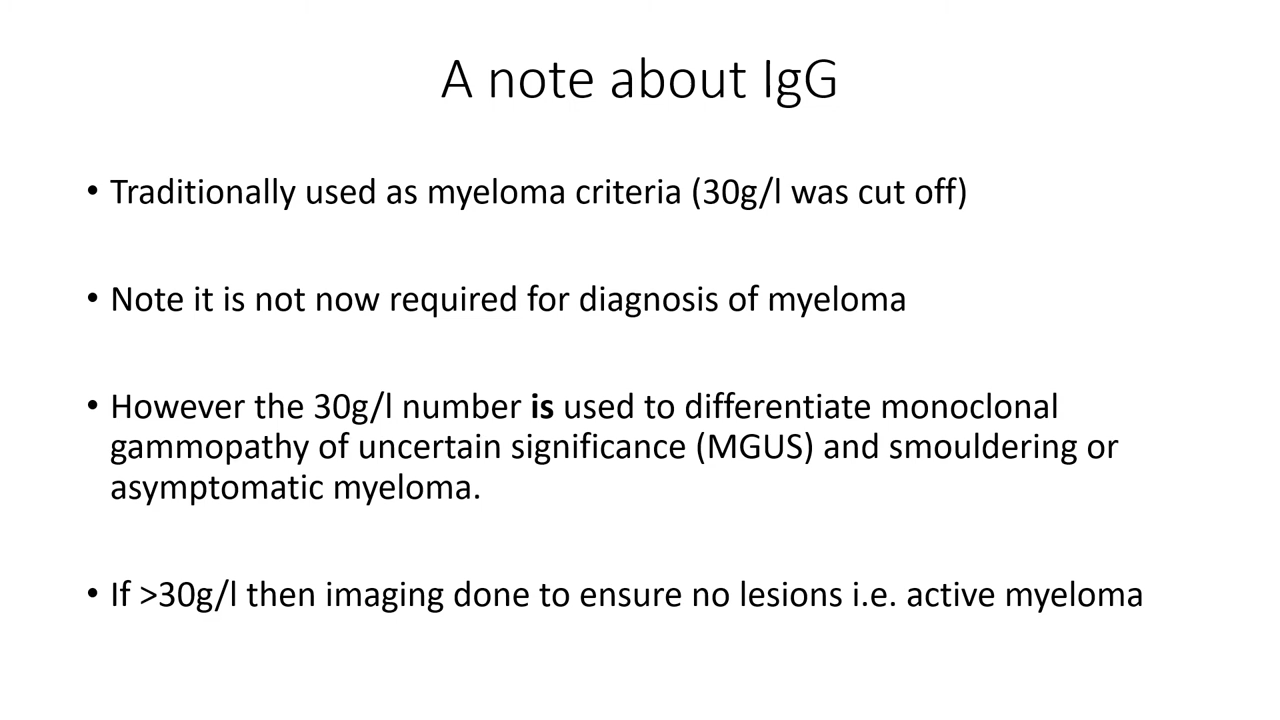 A note about IgG
• Traditionally used as myeloma criteria (30g/l was cut off)
• Note it is not now required for diagnosis of myeloma
• However the 30g/l number is used to differentiate monoclonal
gammopathy of uncertain significance (MGUS) and smouldering or
asymptomatic myeloma.
• If >30g/l then imaging done to ensure no lesions i.e. active myeloma